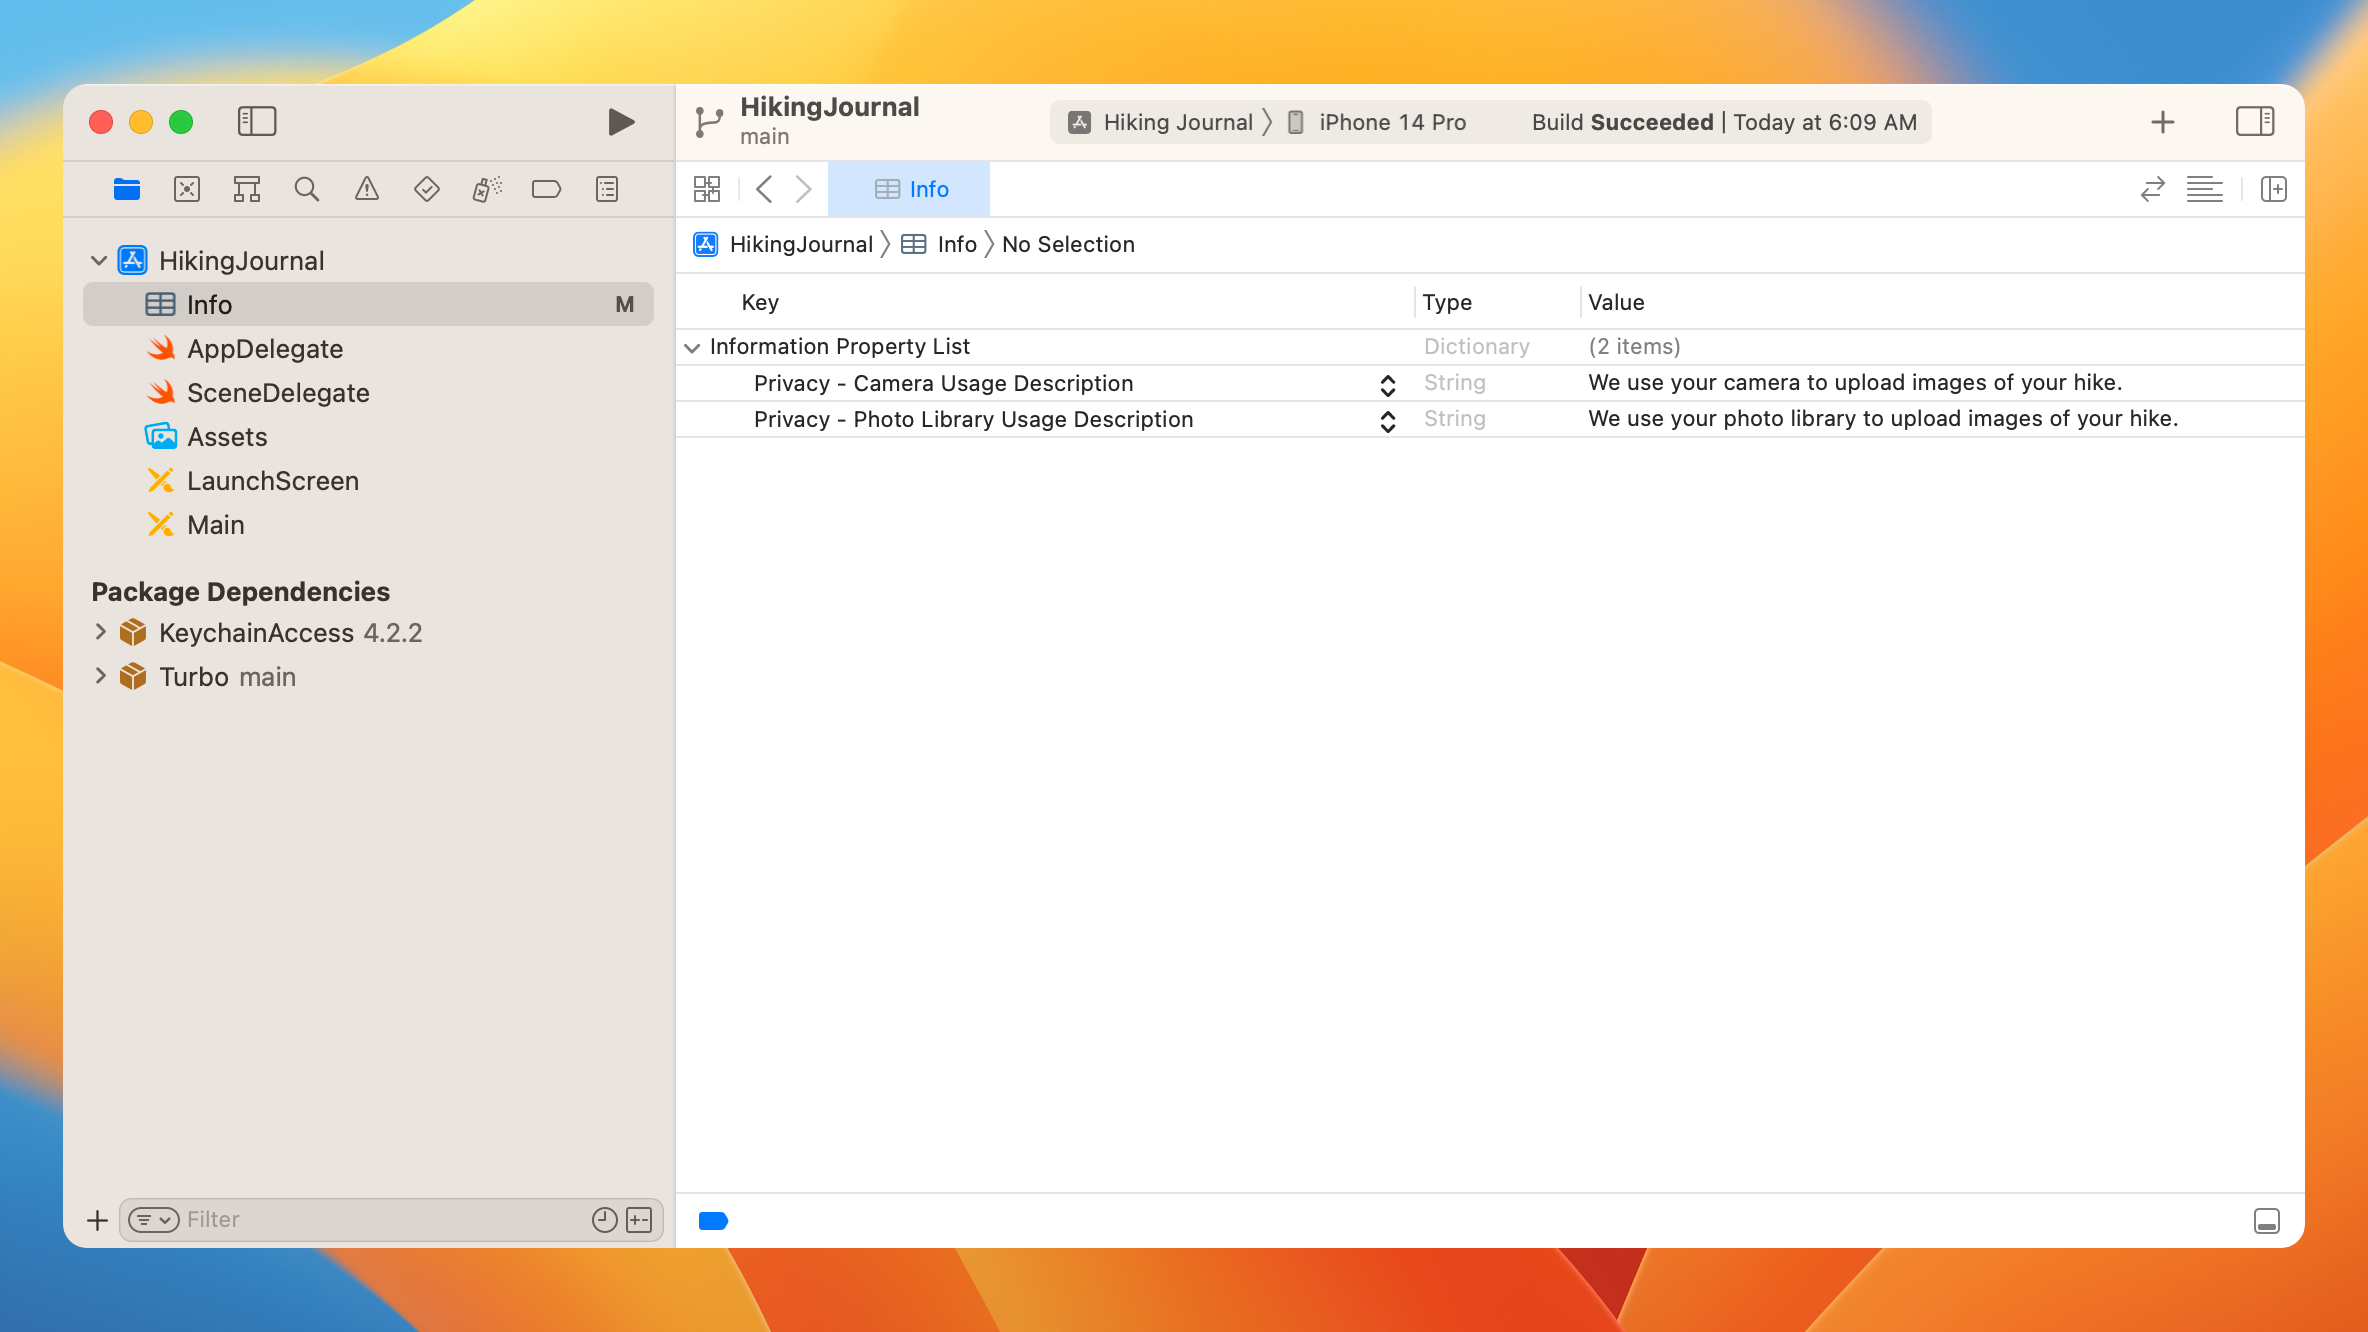 HikingJournal
main
Hiking Journal
iPhone 14 Pro
Build Succeeded | Today at 6:09 AM
Info
HikingJournal
Info
No Selection
HikingJournal
Info M
AppDelegate
SceneDelegate
Assets
LaunchScreen
Main
Package Dependencies
KeychainAccess 4.2.2
Turbo main
Filter
Key Type Value
Information Property List Dictionary (2 items)
Privacy - Camera Usage Description String We use your camera to upload images of your hike.
Privacy - Photo Library Usage Description String We use your photo library to upload images of your hike.